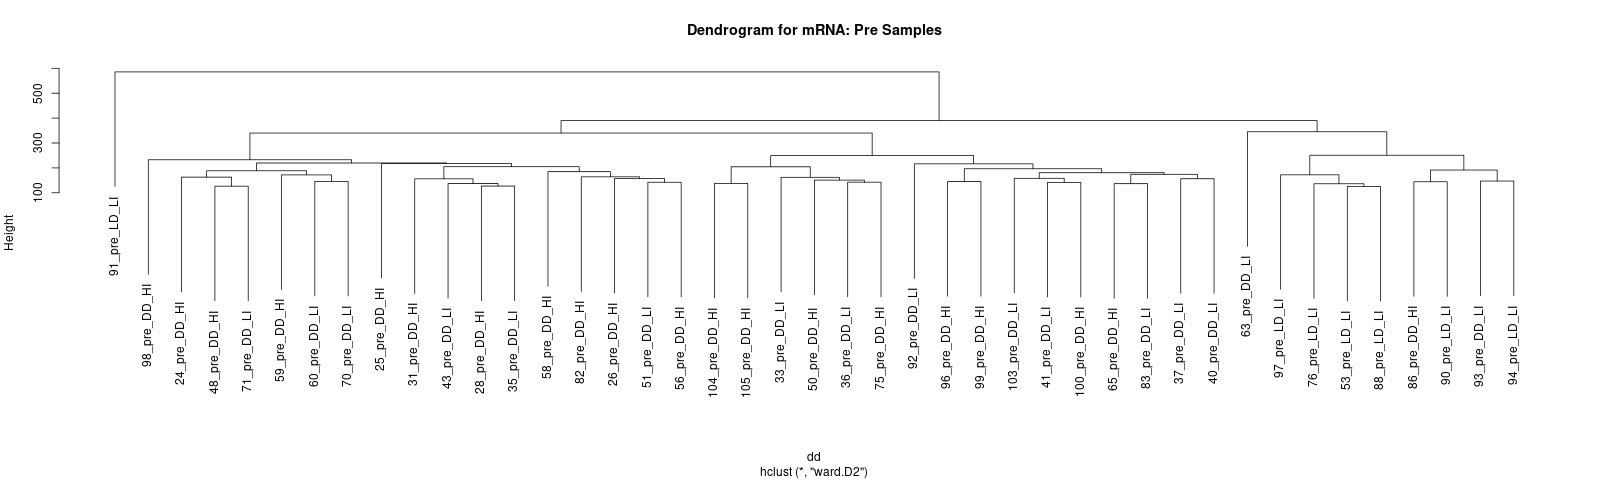 Dendrogram for mRNA: Pre Samples
Height
500
300
100
91_pre_LD_LI
98_pre_DD_HI
24_pre_DD_HI
48_pre_DD_HI
71_pre_DD_LI
59_pre_DD_HI
60_pre_DD_LI
70_pre_DD_LI
25_pre_DD_HI
31_pre_DD_HI
43_pre_DD_LI
28_pre_DD_HI
35_pre_DD_LI
58_pre_DD_HI
82_pre_DD_HI
26_pre_DD_HI
51_pre_DD_LI
56_pre_DD_HI
104_pre_DD_HI
105_pre_DD_HI
33_pre_DD_LI
50_pre_DD_HI
36_pre_DD_LI
75_pre_DD_HI
92_pre_DD_LI
96_pre_DD_HI
99_pre_DD_HI
103_pre_DD_LI
41_pre_DD_LI
100_pre_DD_HI
65_pre_DD_HI
83_pre_DD_LI
37_pre_DD_LI
40_pre_DD_LI
63_pre_DD_LI
97_pre_LD_LI
76_pre_LD_LI
53_pre_LD_LI
88_pre_LD_LI
86_pre_DD_HI
90_pre_LD_LI
93_pre_DD_LI
94_pre_LD_LI
dd
hclust (*, "ward.D2")